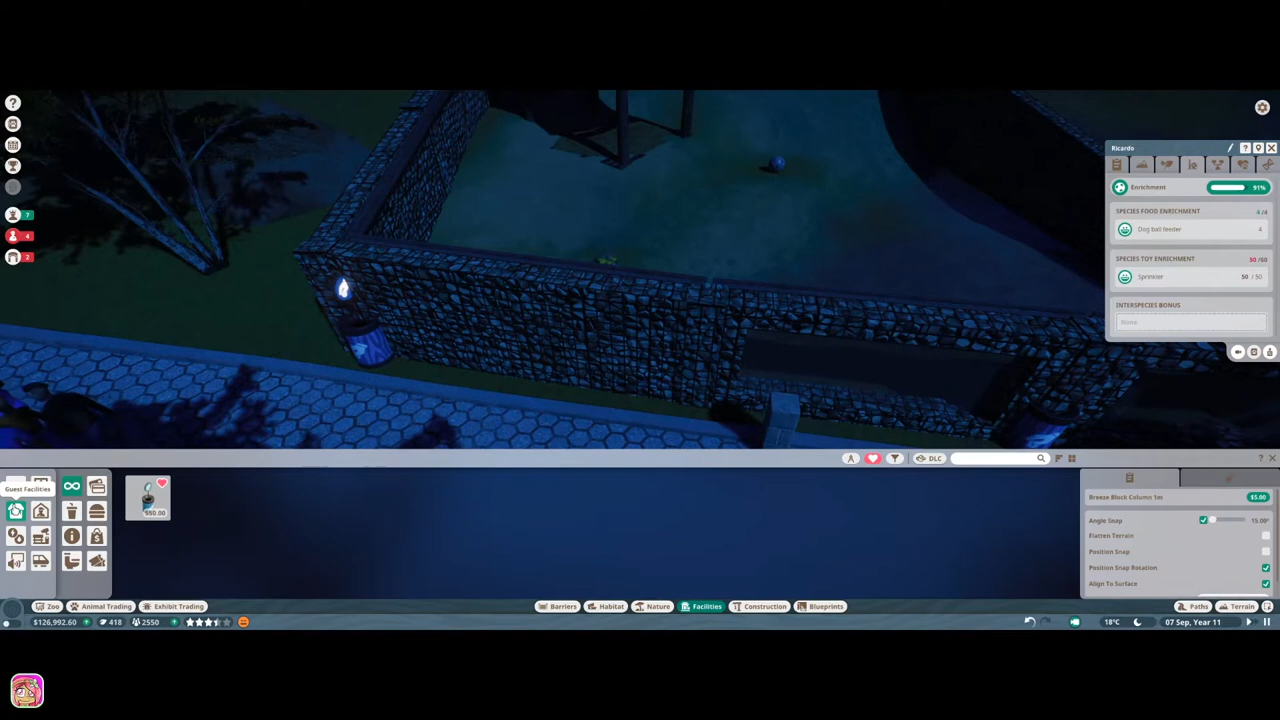 ?
Ricardo
?
Enrichment
91%
SPECIES FOOD ENRICHMENT
4 /4
Dog ball feeder
4
7
4
2
SPECIES TOY ENRICHMENT
50 /50
Sprinkler
50 / 50
INTERSPECIES BONUS
None
DLC
?
Guest Facilities
$50.00
Breeze Block Column 1m
$5.00
Angle Snap
15.00°
Flatten Terrain
Position Snap
Position Snap Rotation
Align To Surface
Zoo
Animal Trading
Exhibit Trading
Barriers
Habitat
Nature
Facilities
Construction
Blueprints
Paths
Terrain
$126,992.60
418
2550
18°C
07 Sep, Year 11